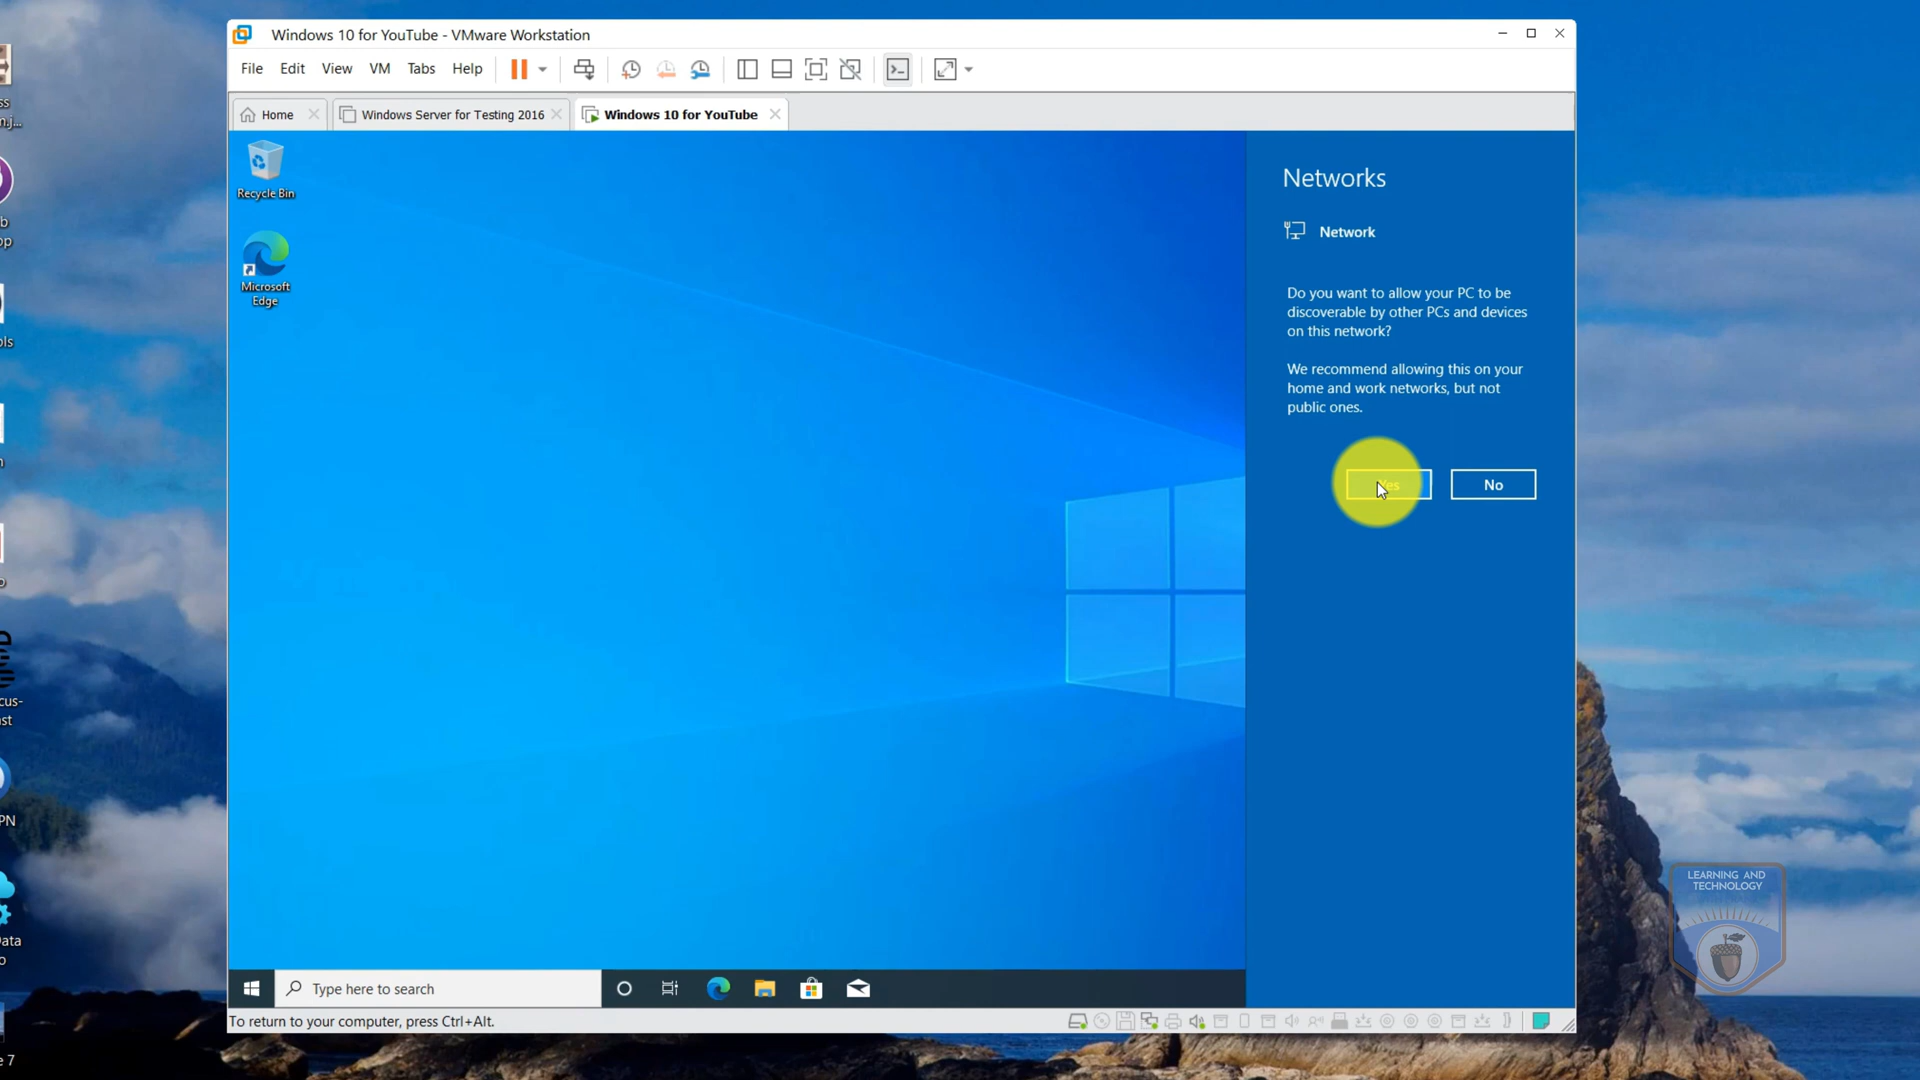 Windows 10 for YouTube - VMware Workstation
File Edit View VM Tabs Help
Home
Windows Server for Testing 2016
Windows 10 for YouTube
Recycle Bin
Microsoft
Edge
Networks
Network
Do you want to allow your PC to be
discoverable by other PCs and devices
on this network?
We recommend allowing this on your
home and work networks, but not
public ones.
Yes
No
Type here to search
To return to your computer, press Ctrl+Alt.
LEARNING AND
TECHNOLOGY